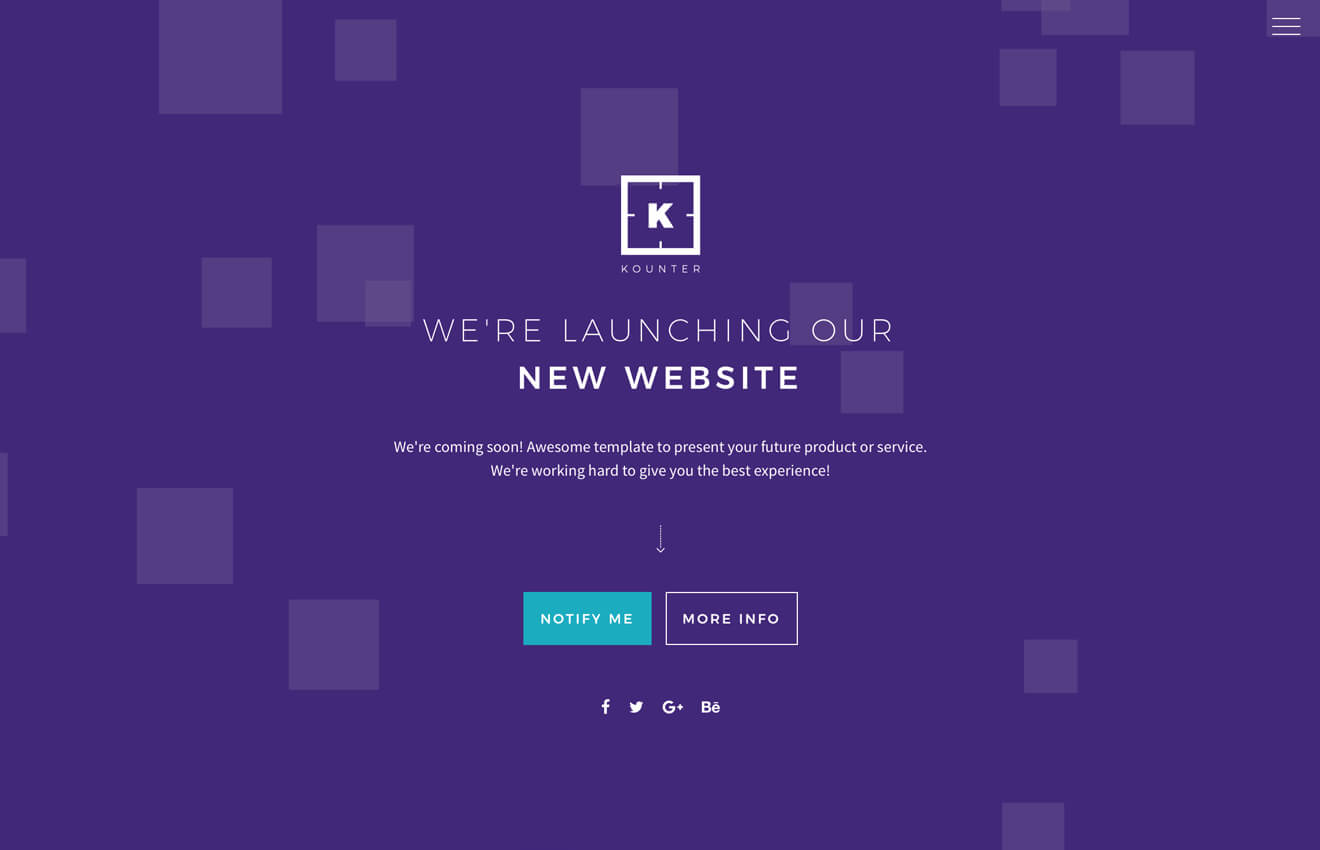 K
KOUNTER
WE'RE LAUNCHING OUR
NEW WEBSITE
We're coming soon! Awesome template to present your future product or service.
We're working hard to give you the best experience!
NOTIFY ME
MORE INFO
f G+ Bē